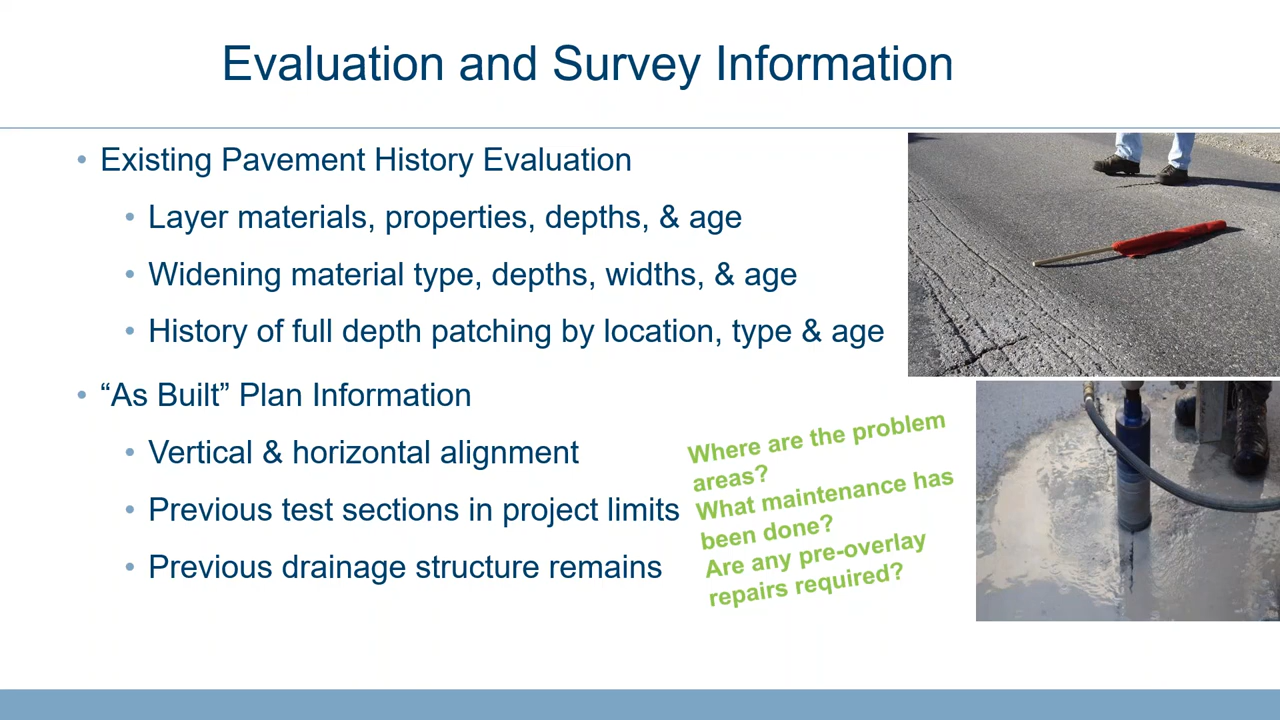 Evaluation and Survey Information
• Existing Pavement History Evaluation
• Layer materials, properties, depths, & age
• Widening material type, depths, widths, & age
• History of full depth patching by location, type & age
• “As Built” Plan Information
• Vertical & horizontal alignment
• Previous test sections in project limits
• Previous drainage structure remains
Where are the problem
areas?
What maintenance has
been done?
Are any pre-overlay
repairs required?